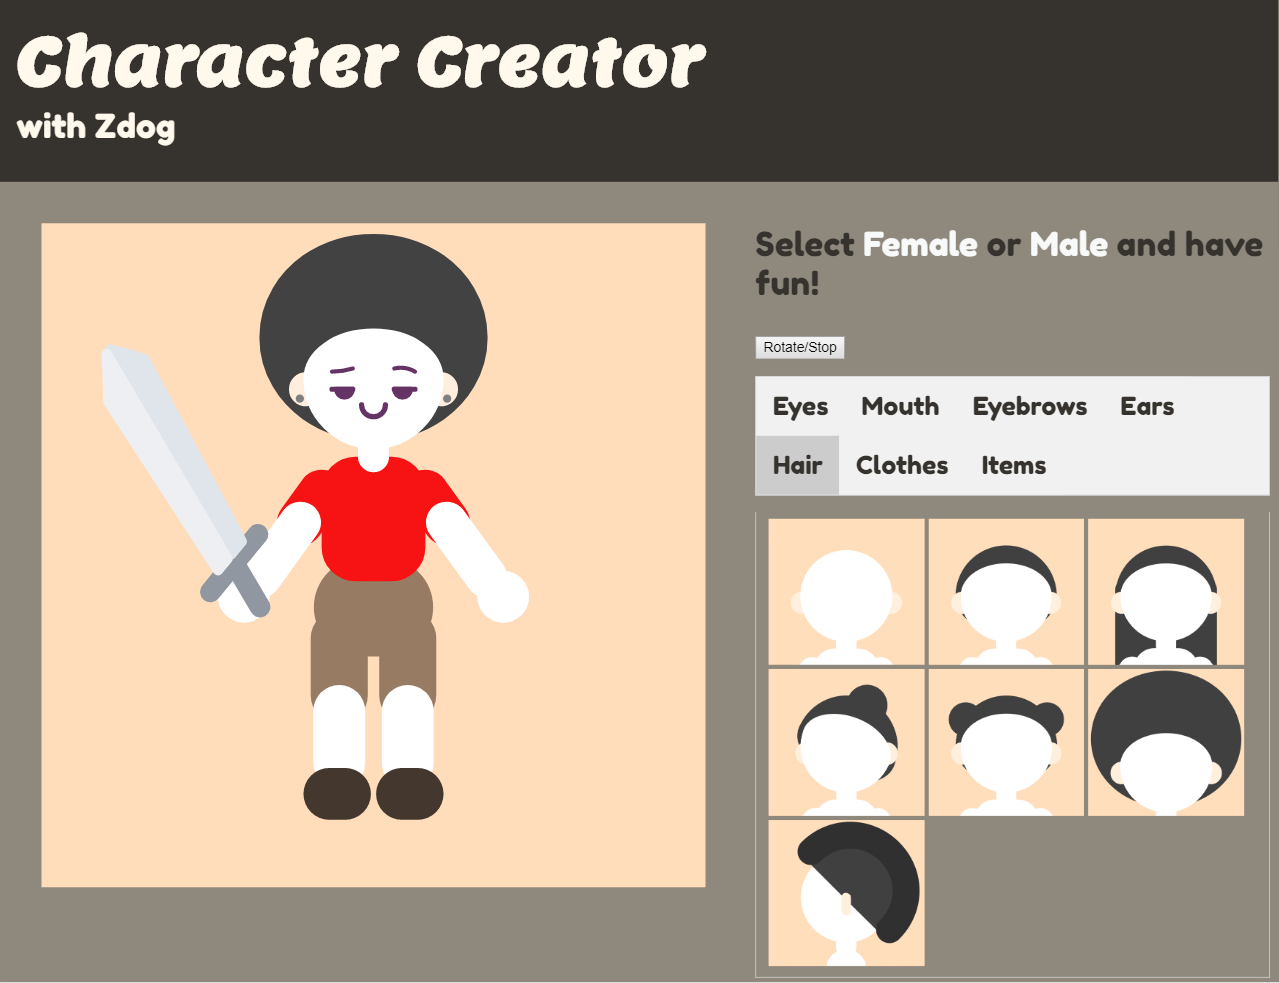 Character Creator
with Zdog
Select Female or Male and have
fun!
Rotate/Stop
Eyes Mouth Eyebrows Ears
Hair Clothes Items